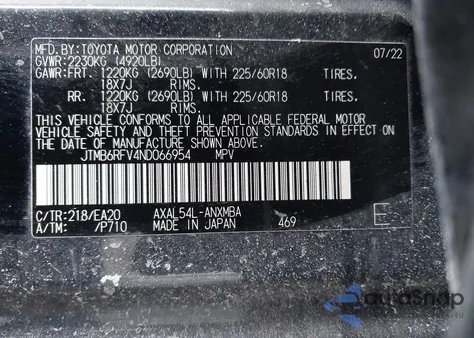 MFD.BY:TOYOTA MOTOR CORPORATION 07/22
GVWR:2230KG (4920LB)
GAWR:FRT. 1220KG (2690LB) WITH 225/60R18 TIRES.
18X7J RIMS.
RR. 1220KG (2690LB) WITH 225/60R18 TIRES.
18X7J RIMS.
THIS VEHICLE CONFORMS TO ALL APPLICABLE FEDERAL MOTOR
VEHICLE SAFETY AND THEFT PREVENTION STANDARDS IN EFFECT
ON THE DATE OF MANUFACTURE SHOWN ABOVE.
JTMB6RFV4ND066954 MPV
C/TR:218/EA20 AXAL54L-ANXMBA
A/TM: /P710 MADE IN JAPAN 469 E
autoSnap